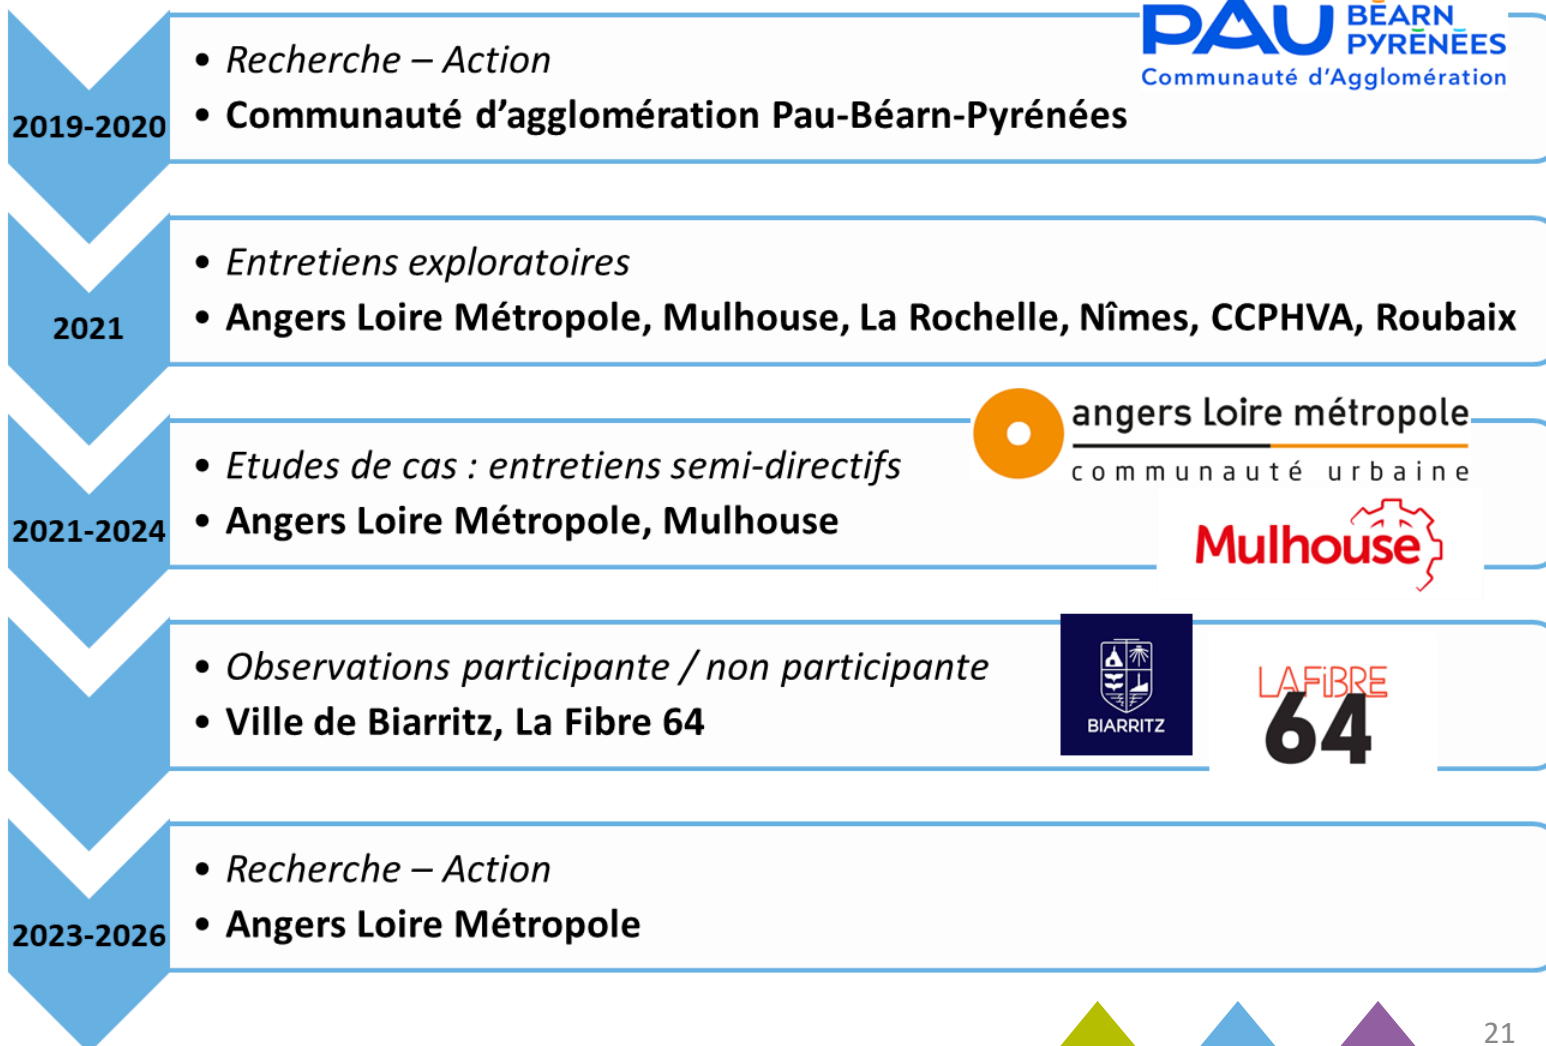 PAU BÉARN
PYRÉNÉES
Communauté d'Agglomération
2019-2020
• Recherche – Action
• Communauté d'agglomération Pau-Béarn-Pyrénées
2021
• Entretiens exploratoires
• Angers Loire Métropole, Mulhouse, La Rochelle, Nîmes, CCPHVA, Roubaix
angers Loire métropole
communauté urbaine
2021-2024
• Etudes de cas : entretiens semi-directifs
• Angers Loire Métropole, Mulhouse
Mulhouse
• Observations participante / non participante
• Ville de Biarritz, La Fibre 64
BIARRITZ
LA FiBRE
64
2023-2026
• Recherche – Action
• Angers Loire Métropole
21